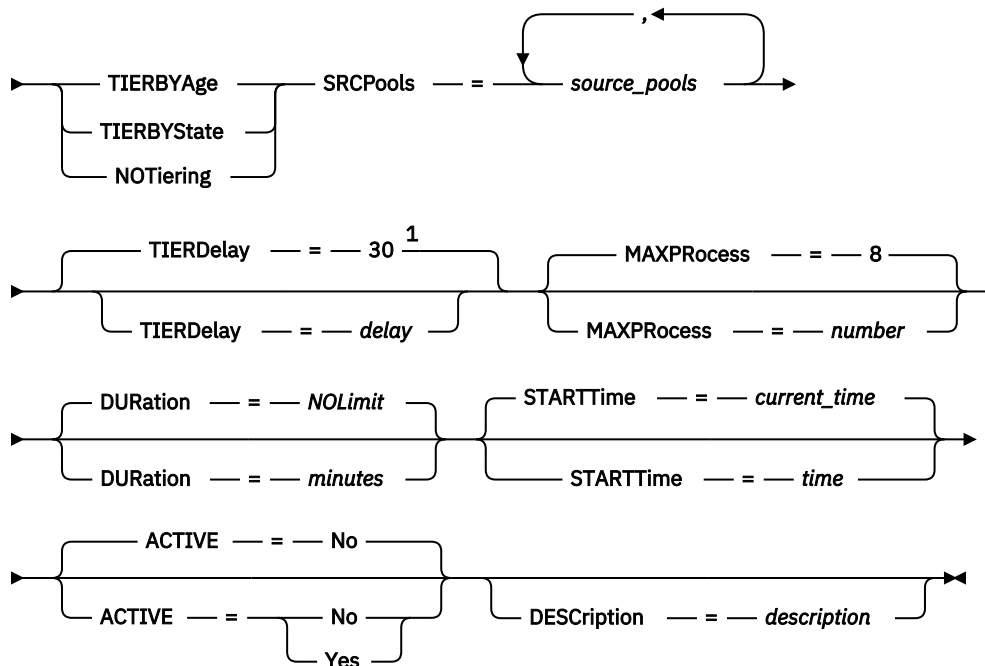 ,
TIERBYAge SRCPools = source_pools
TIERBYState
NOTiering
TIERDelay = 30 1 MAXPRocess = 8
TIERDelay = delay MAXPRocess = number
DURation = NOLimit STARTTime = current_time
DURation = minutes STARTTime = time
ACTIVE = No
ACTIVE = No DESCription = description
Yes